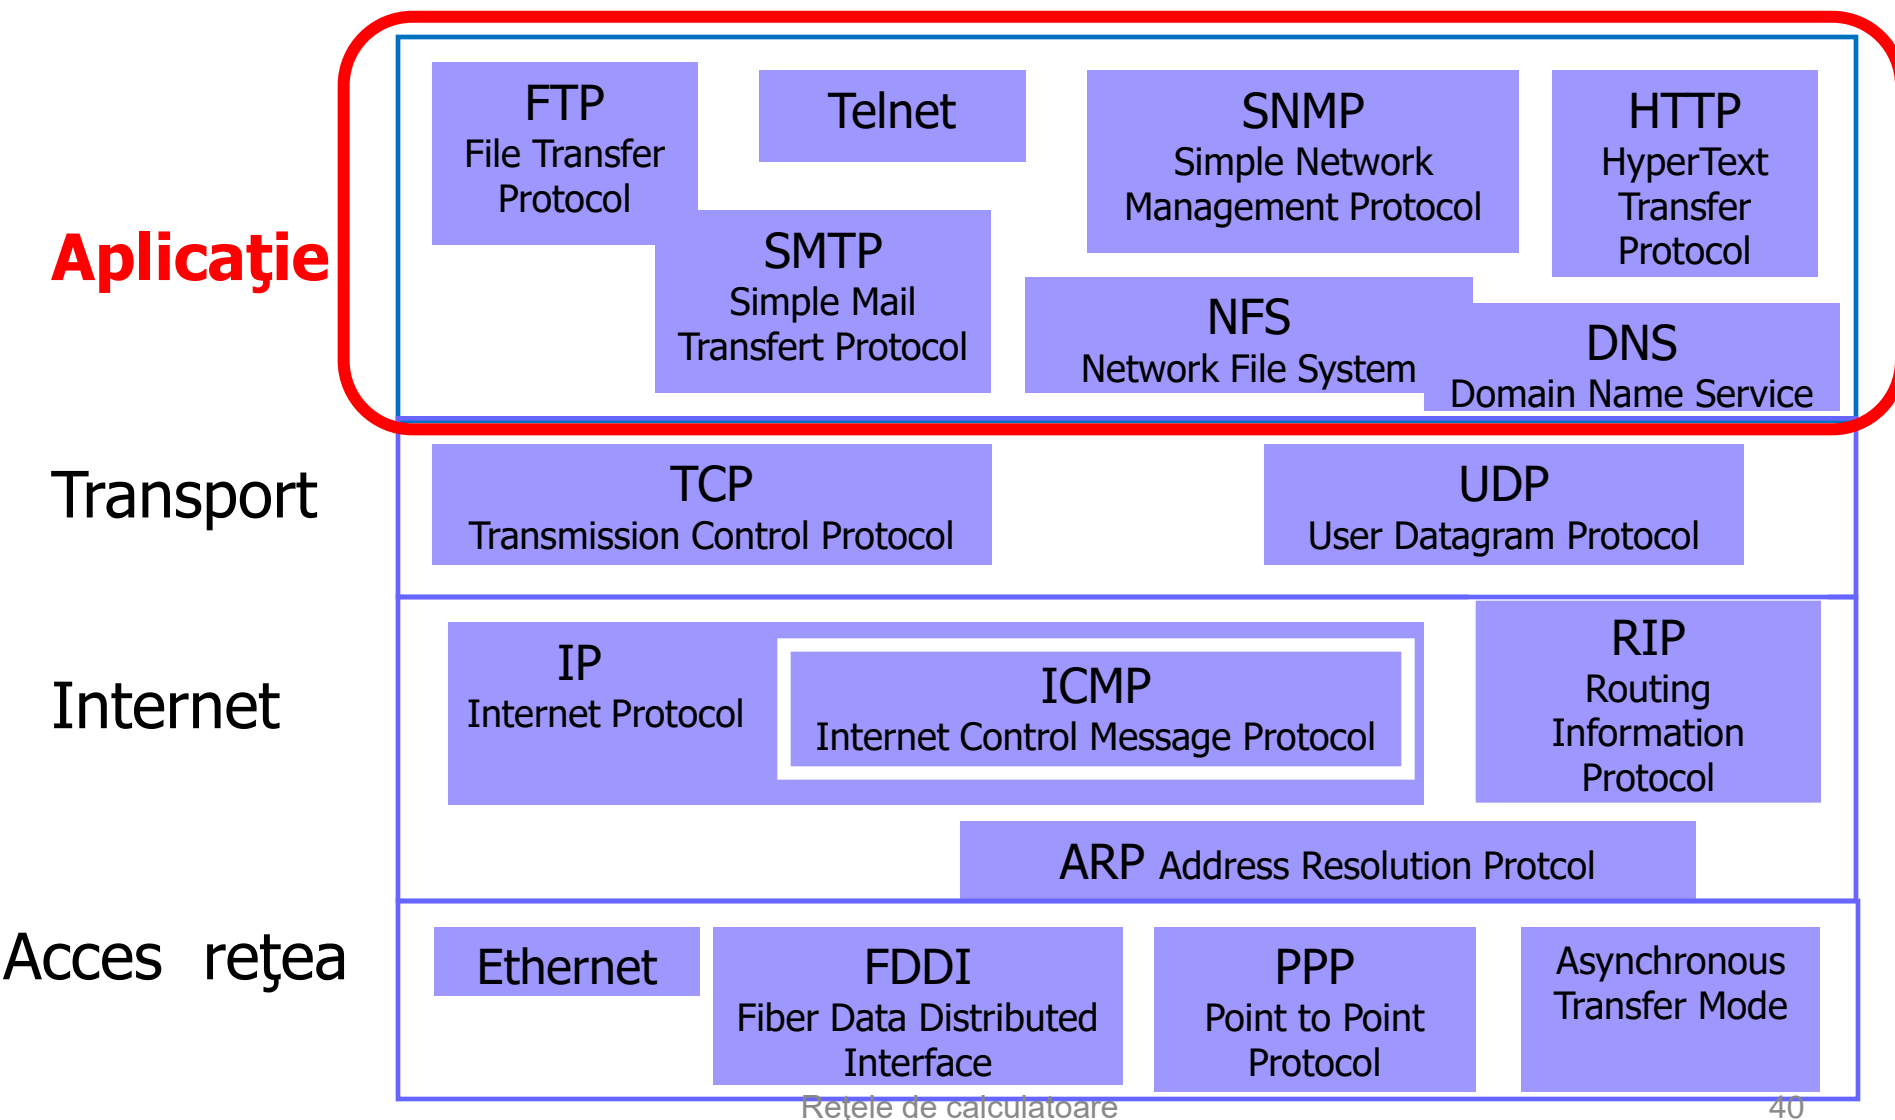 Aplicaţie
FTP
File Transfer
Protocol
Telnet
SNMP
Simple Network
Management Protocol
HTTP
HyperText
Transfer
Protocol
SMTP
Simple Mail
Transfert Protocol
NFS
Network File System
DNS
Domain Name Service
Transport
TCP
Transmission Control Protocol
UDP
User Datagram Protocol
Internet
IP
Internet Protocol
ICMP
Internet Control Message Protocol
RIP
Routing
Information
Protocol
ARP Address Resolution Protcol
Acces reţea
Ethernet
FDDI
Fiber Data Distributed
Interface
PPP
Point to Point
Protocol
Asynchronous
Transfer Mode
Reţele de calculatoare
40